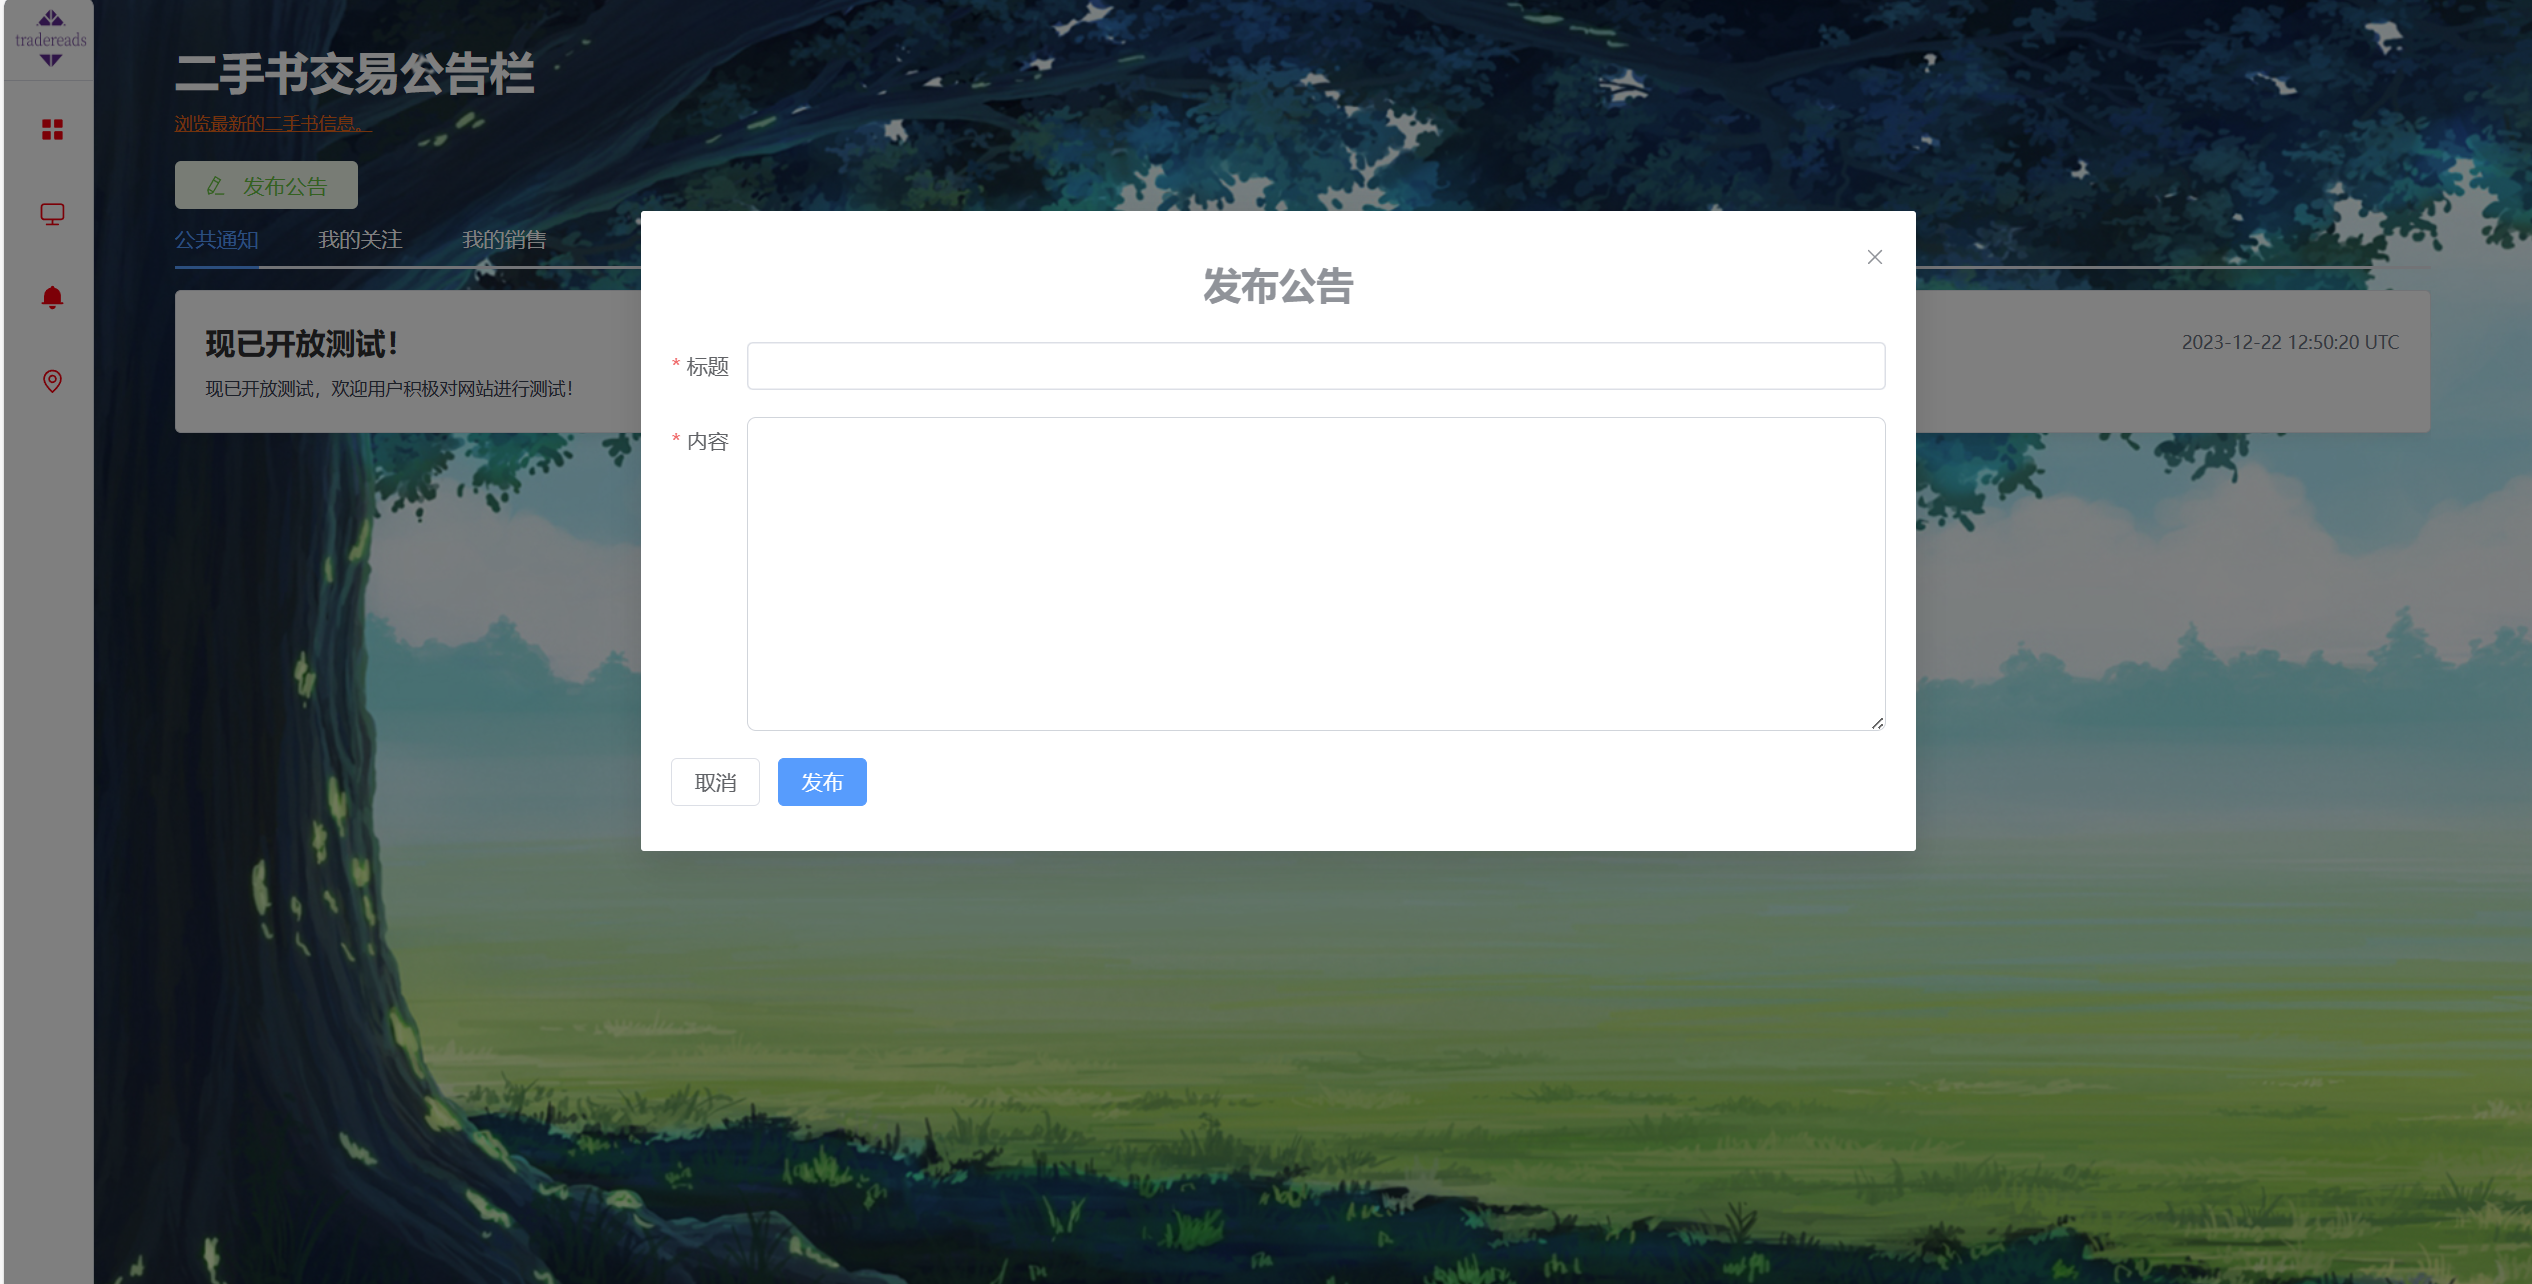 tradereads
二手书交易公告栏
浏览最新的二手书信息。
发布公告
公共通知 我的关注 我的销售
现已开放测试！
2023-12-22 12:50:20 UTC
现已开放测试，欢迎用户积极对网站进行测试！
发布公告
* 标题
* 内容
取消 发布